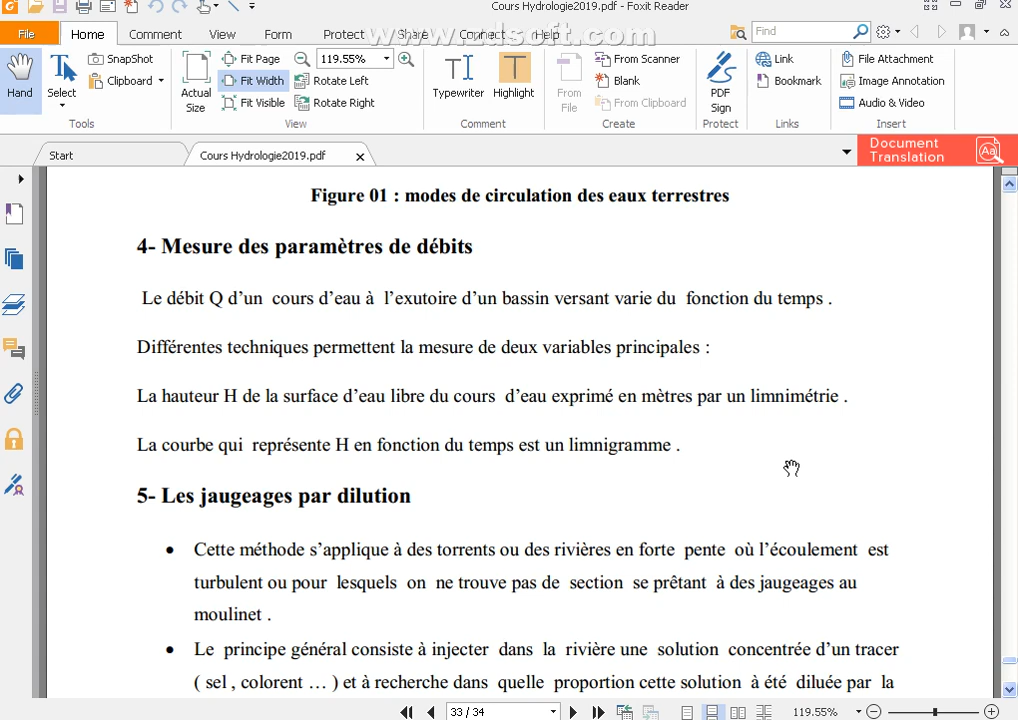 Cours Hydrologie2019.pdf - Foxit Reader
File Home Comment View Form Protect Share Connect Help Find
www.zdsoft.com
Hand Select SnapShot Clipboard Actual Size Fit Page Fit Width Fit Visible 119.55% Rotate Left Rotate Right Typewriter Highlight From File From Scanner Blank From Clipboard PDF Sign Link Bookmark File Attachment Image Annotation Audio & Video
Tools View Comment Create Protect Links Insert
Start Cours Hydrologie2019.pdf Document Translation
Figure 01 : modes de circulation des eaux terrestres
4- Mesure des paramètres de débits
Le débit Q d’un cours d’eau à l’exutoire d’un bassin versant varie du fonction du temps .
Différentes techniques permettent la mesure de deux variables principales :
La hauteur H de la surface d’eau libre du cours d’eau exprimé en mètres par un limnimétrie .
La courbe qui représente H en fonction du temps est un limnigramme .
5- Les jaugeages par dilution
• Cette méthode s’applique à des torrents ou des rivières en forte pente où l’écoulement est
turbulent ou pour lesquels on ne trouve pas de section se prêtant à des jaugeages au
moulinet .
• Le principe général consiste à injecter dans la rivière une solution concentrée d’un tracer
( sel , colorent … ) et à recherche dans quelle proportion cette solution à été diluée par la
33 / 34 119.55%